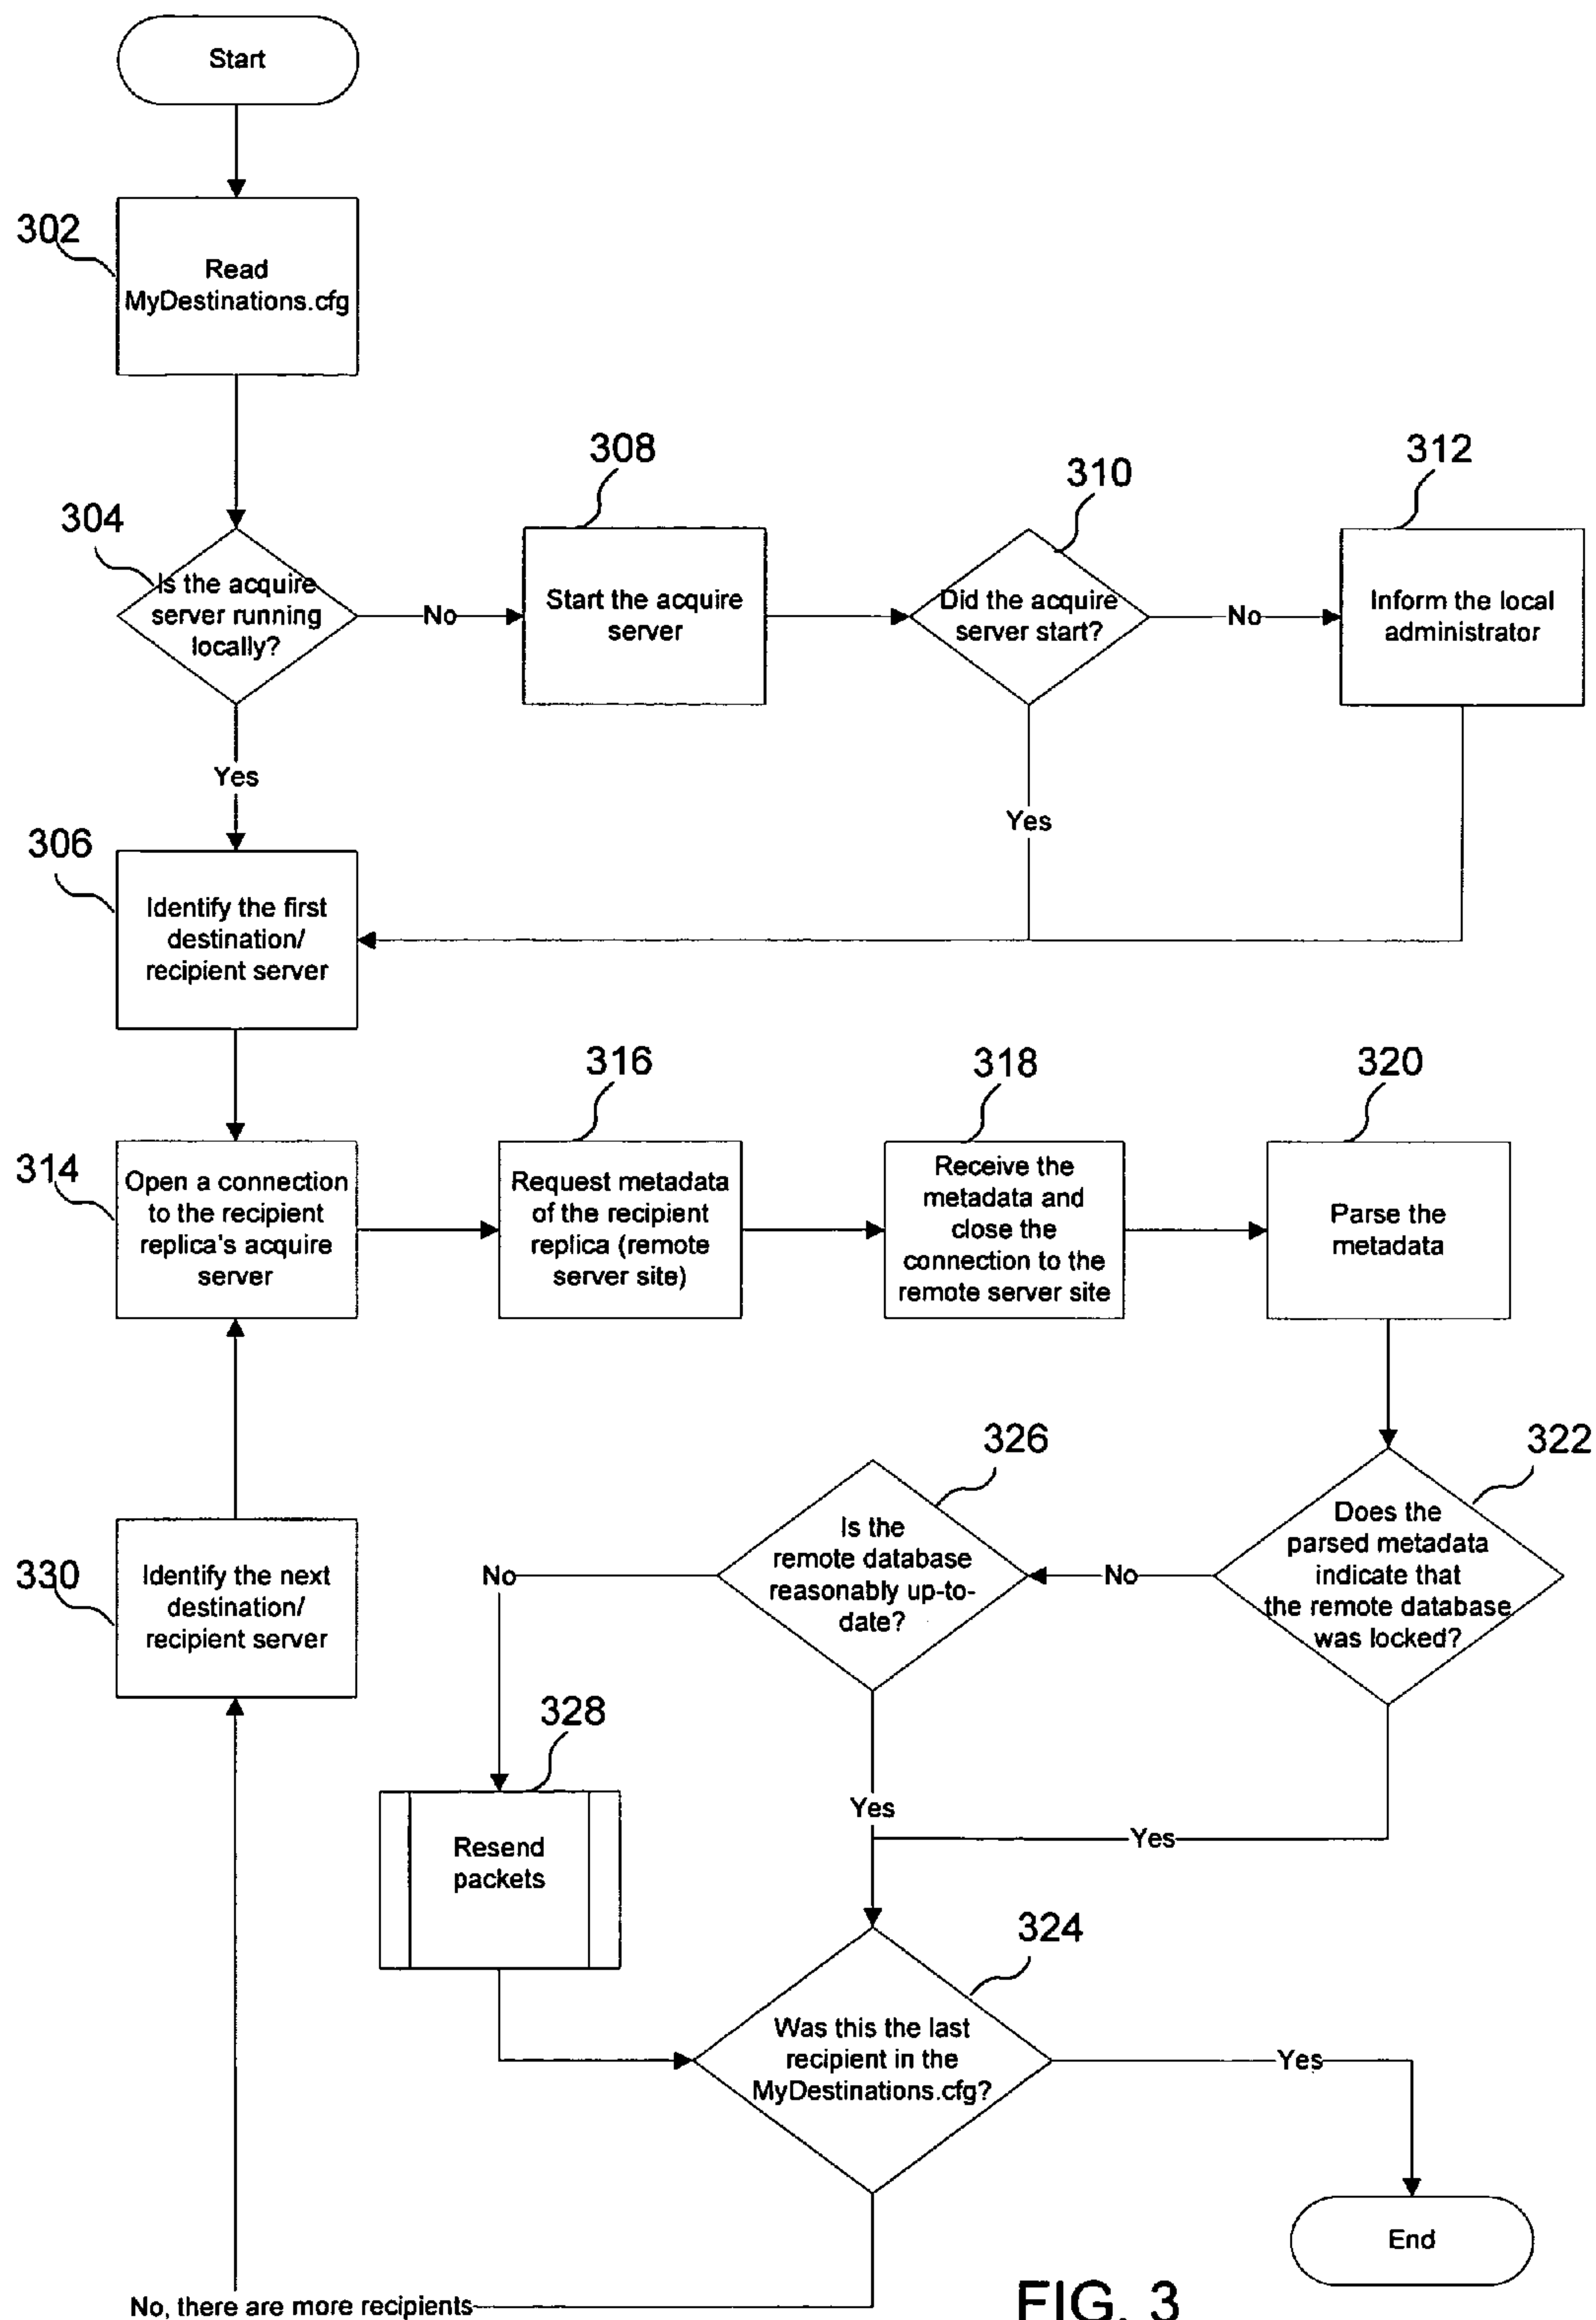 Start
302
Read
MyDestinations.cfg
304
Is the acquire
server running
locally?
No
308
Start the acquire
server
310
Did the acquire
server start?
No
312
Inform the local
administrator
Yes
Yes
306
Identify the first
destination/
recipient server
314
Open a connection
to the recipient
replica's acquire
server
316
Request metadata
of the recipient
replica (remote
server site)
318
Receive the
metadata and
close the
connection to the
remote server site
320
Parse the
metadata
322
Does the
parsed metadata
indicate that
the remote database
was locked?
No
326
Is the
remote database
reasonably up-to-
date?
No
330
Identify the next
destination/
recipient server
328
Resend
packets
Yes
Yes
324
Was this the last
recipient in the
MyDestinations.cfg?
Yes
End
No, there are more recipients
FIG. 3